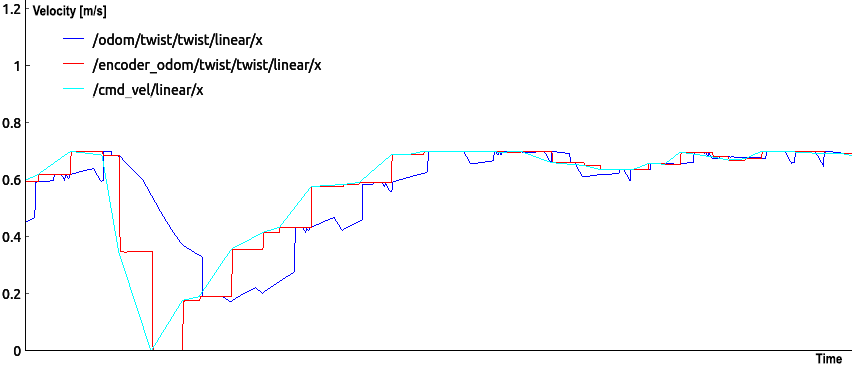 1.2
Velocity [m/s]
/odom/twist/twist/linear/x
1
/encoder_odom/twist/twist/linear/x
/cmd_vel/linear/x
0.8
0.6
0.4
0.2
0
Time